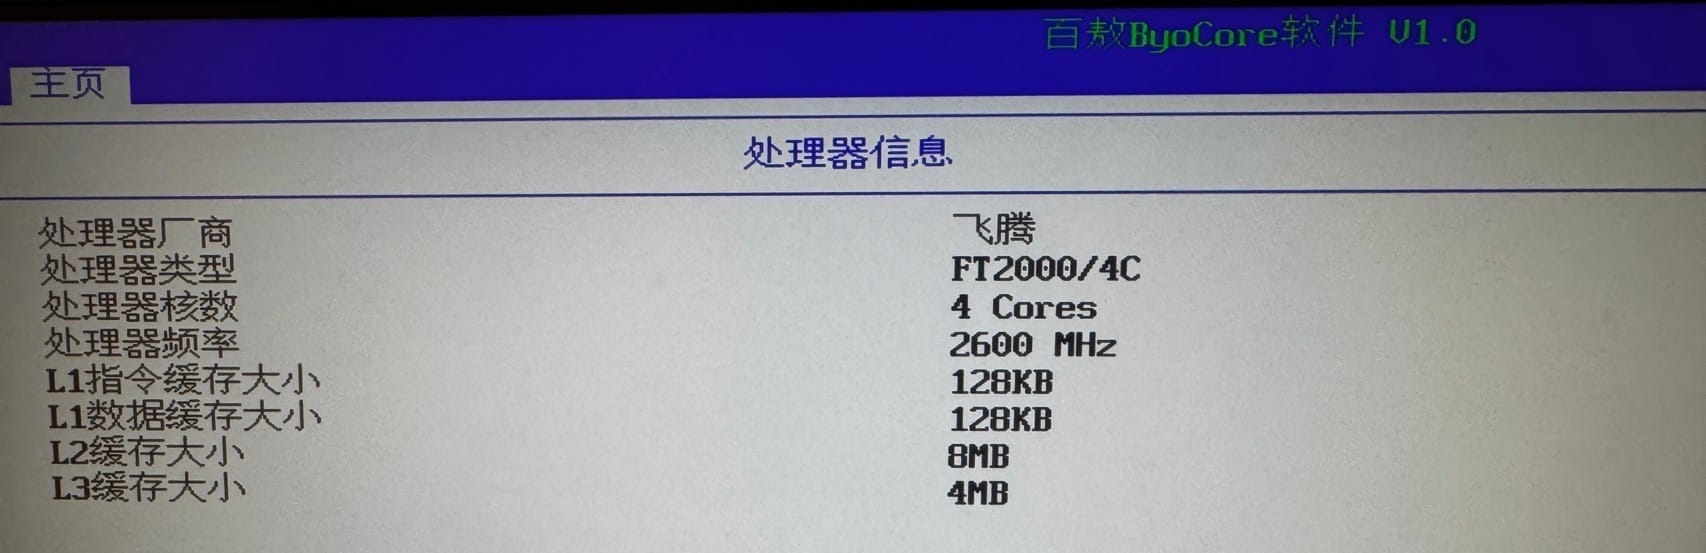 百敖ByoCore软件 V1.0
主页
处理器信息
处理器厂商 飞腾
处理器类型 FT2000/4C
处理器核数 4 Cores
处理器频率 2600 MHz
L1指令缓存大小 128KB
L1数据缓存大小 128KB
L2缓存大小 8MB
L3缓存大小 4MB